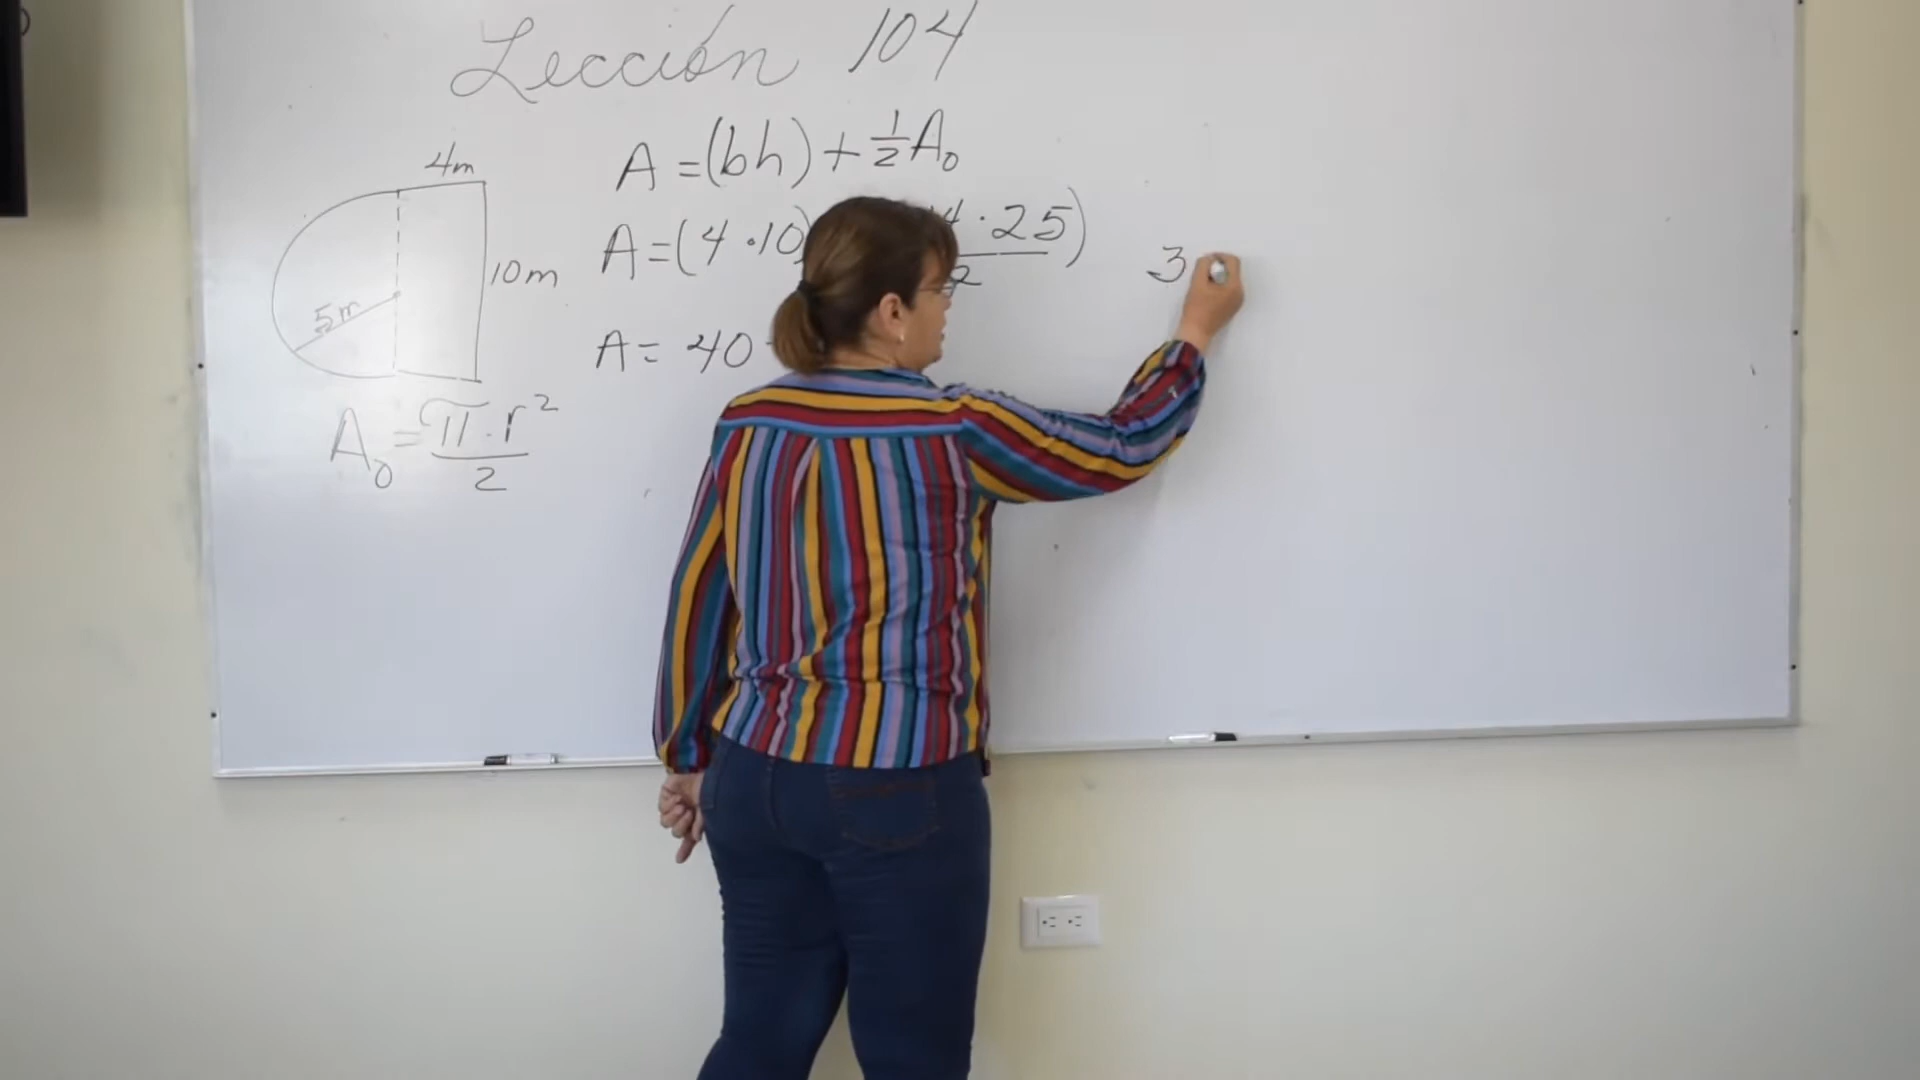 Lección 104
4m
A = (bh) + 1/2 A₀
A = (4 · 10) 4 · 25)
2
10m
5m
3
A = 40
A₀ = π · r²
2